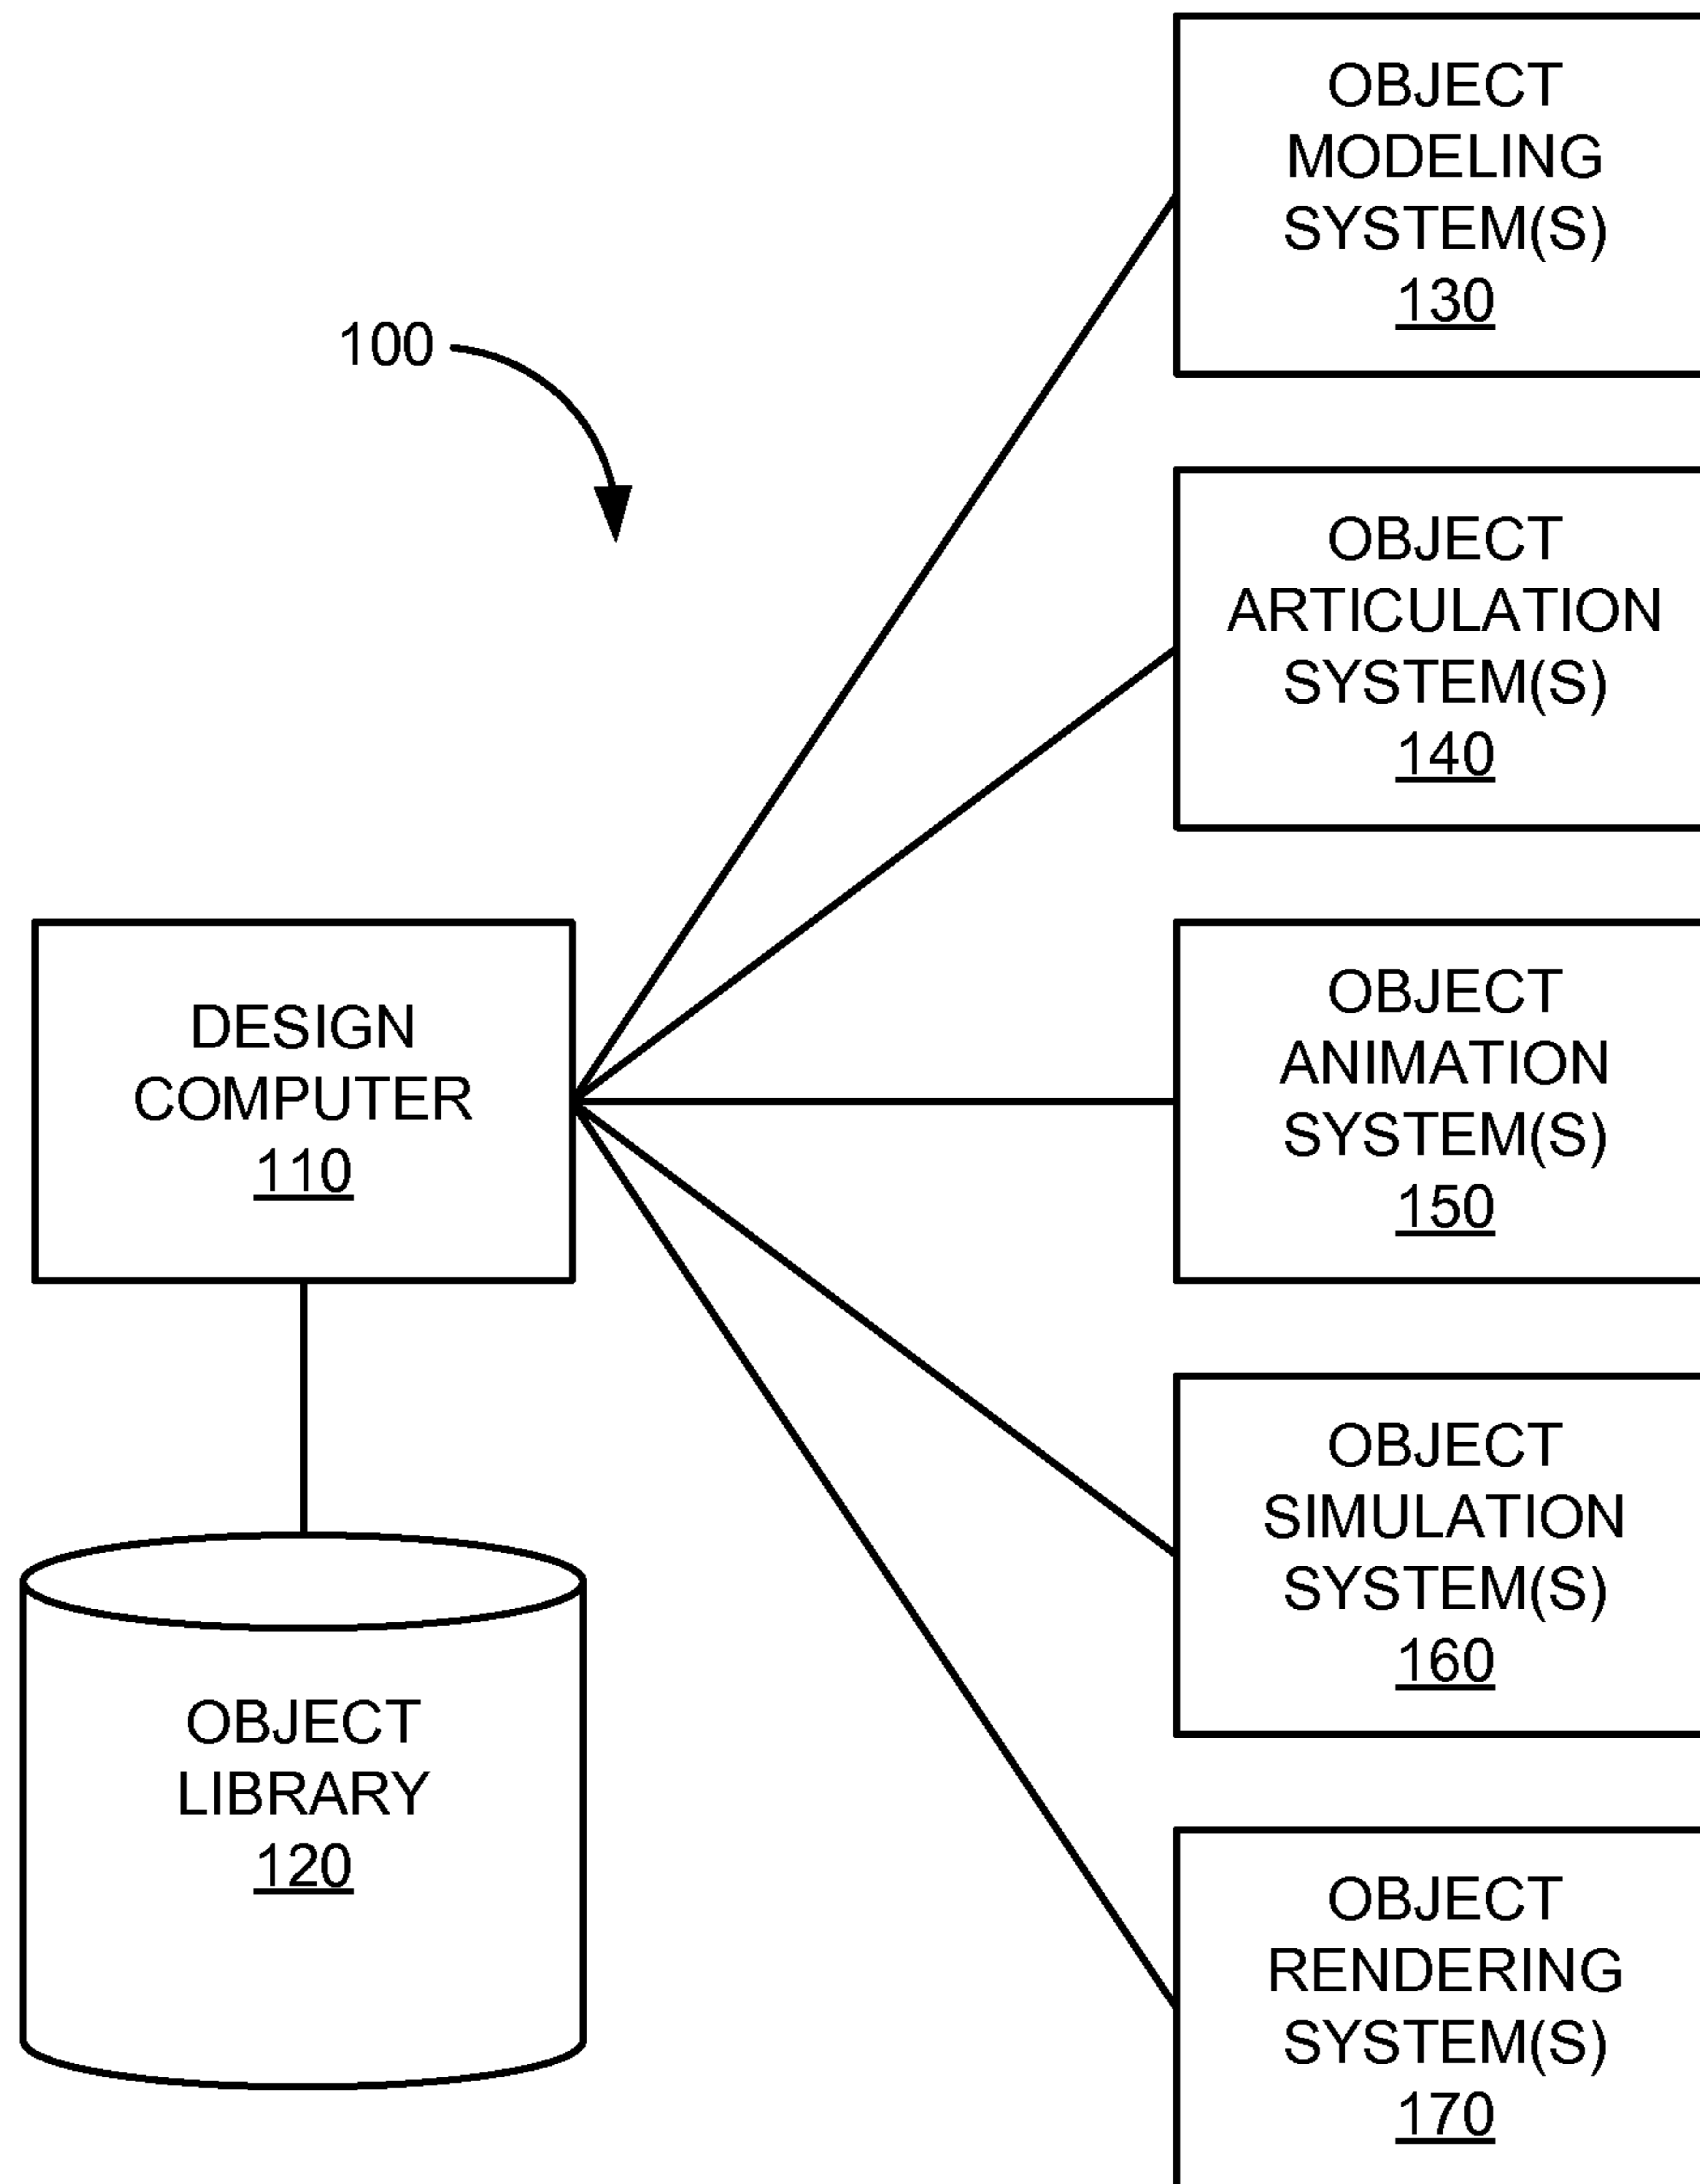 100
OBJECT
MODELING
SYSTEM(S)
130
OBJECT
ARTICULATION
SYSTEM(S)
140
DESIGN
COMPUTER
110
OBJECT
ANIMATION
SYSTEM(S)
150
OBJECT
SIMULATION
SYSTEM(S)
160
OBJECT
LIBRARY
120
OBJECT
RENDERING
SYSTEM(S)
170